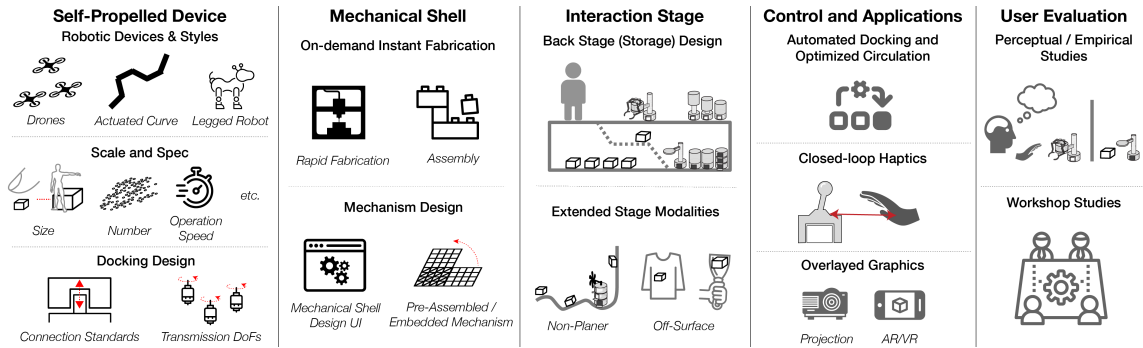 Self-Propelled Device
Robotic Devices & Styles
Drones
Actuated Curve
Legged Robot
Scale and Spec
Size
Number
Operation
Speed
etc.
Docking Design
Connection Standards
Transmission DoFs
Mechanical Shell
On-demand Instant Fabrication
Rapid Fabrication
Assembly
Mechanism Design
Mechanical Shell
Design UI
Pre-Assembled /
Embedded Mechanism
Interaction Stage
Back Stage (Storage) Design
Extended Stage Modalities
Non-Planer
Off-Surface
Control and Applications
Automated Docking and
Optimized Circulation
Closed-loop Haptics
Overlayed Graphics
Projection
AR/VR
User Evaluation
Perceptual / Empirical
Studies
Workshop Studies